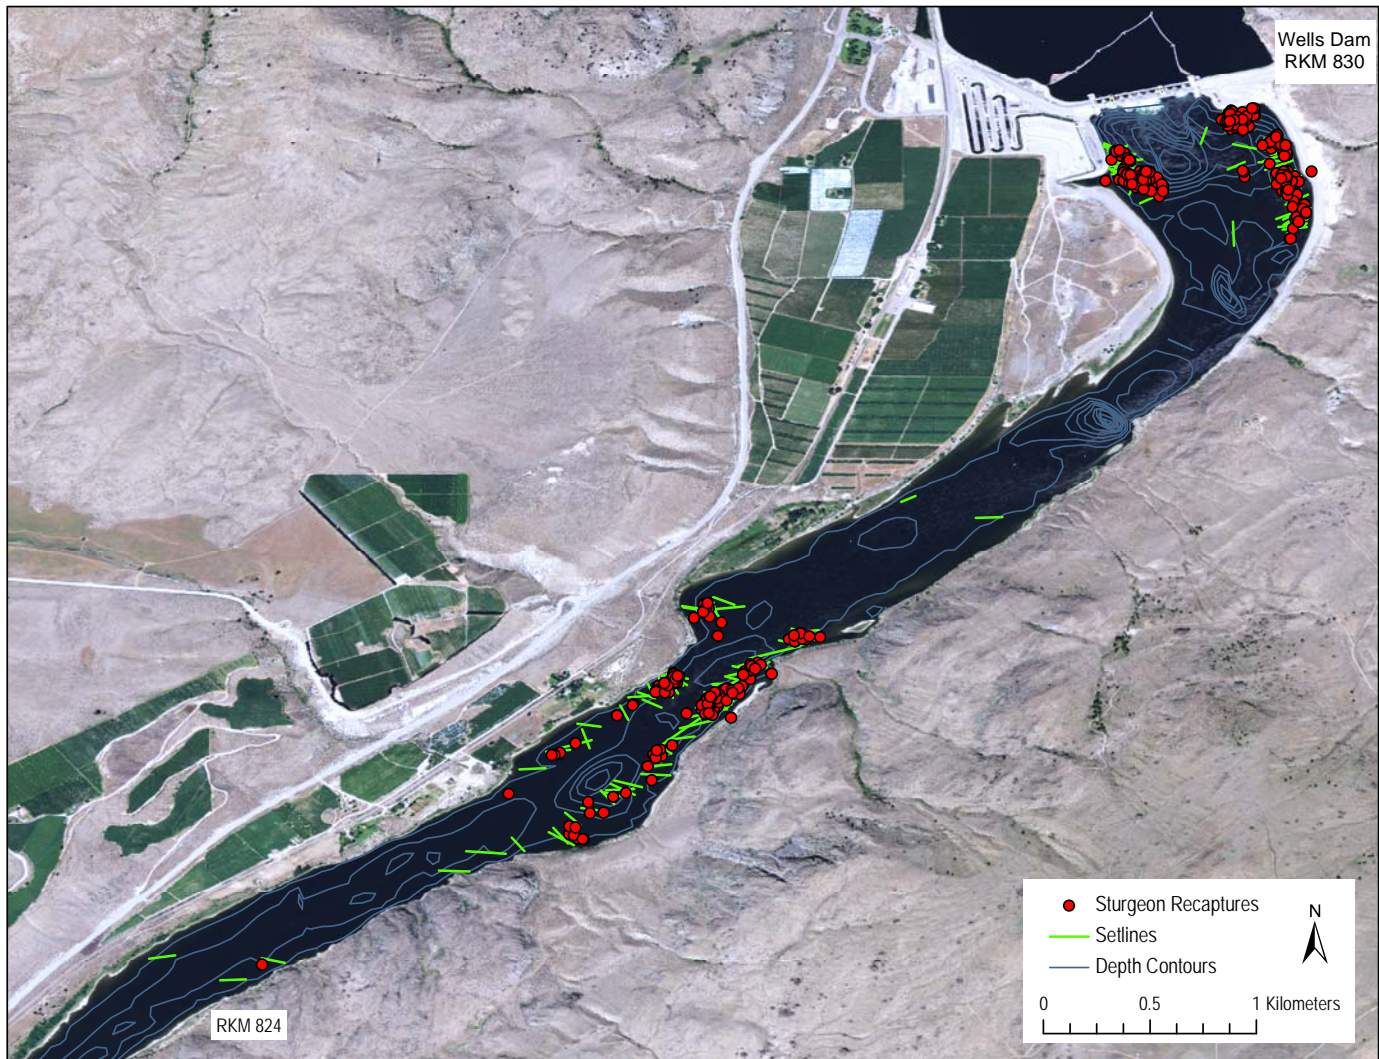 Wells Dam
RKM 830
Sturgeon Recaptures
Setlines
Depth Contours
N
0 0.5 1 Kilometers
RKM 824